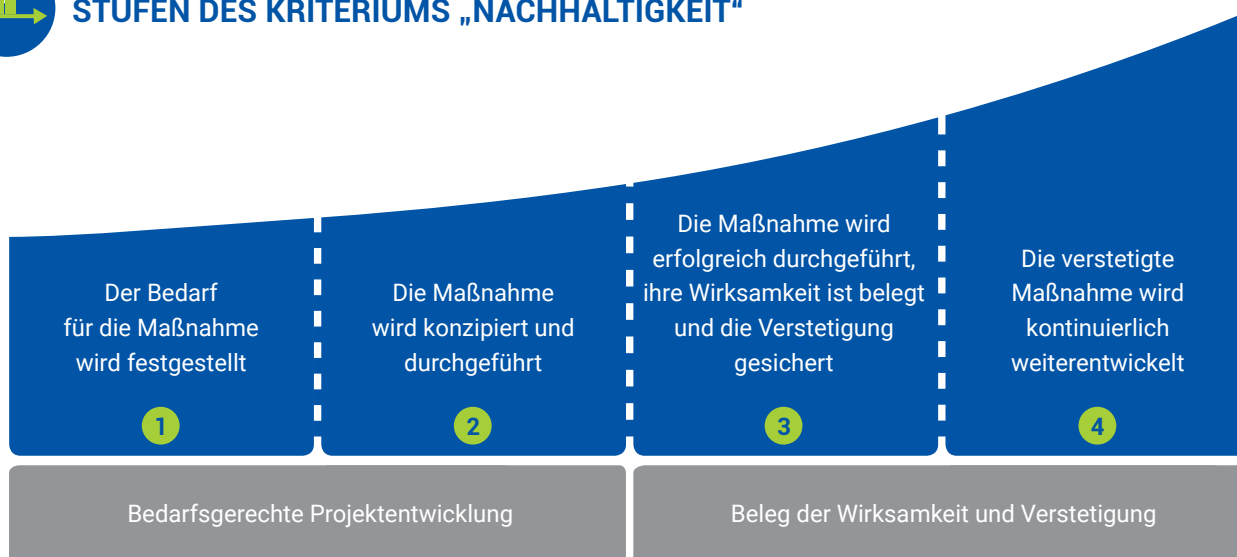 STUFEN DES KRITERIUMS „NACHHALTIGKEIT“
Der Bedarf
für die Maßnahme
wird festgestellt
1
Die Maßnahme
wird konzipiert und
durchgeführt
2
Die Maßnahme wird
erfolgreich durchgeführt,
ihre Wirksamkeit ist belegt
und die Verstetigung
gesichert
3
Die verstetigte
Maßnahme wird
kontinuierlich
weiterentwickelt
4
Bedarfsgerechte Projektentwicklung
Beleg der Wirksamkeit und Verstetigung